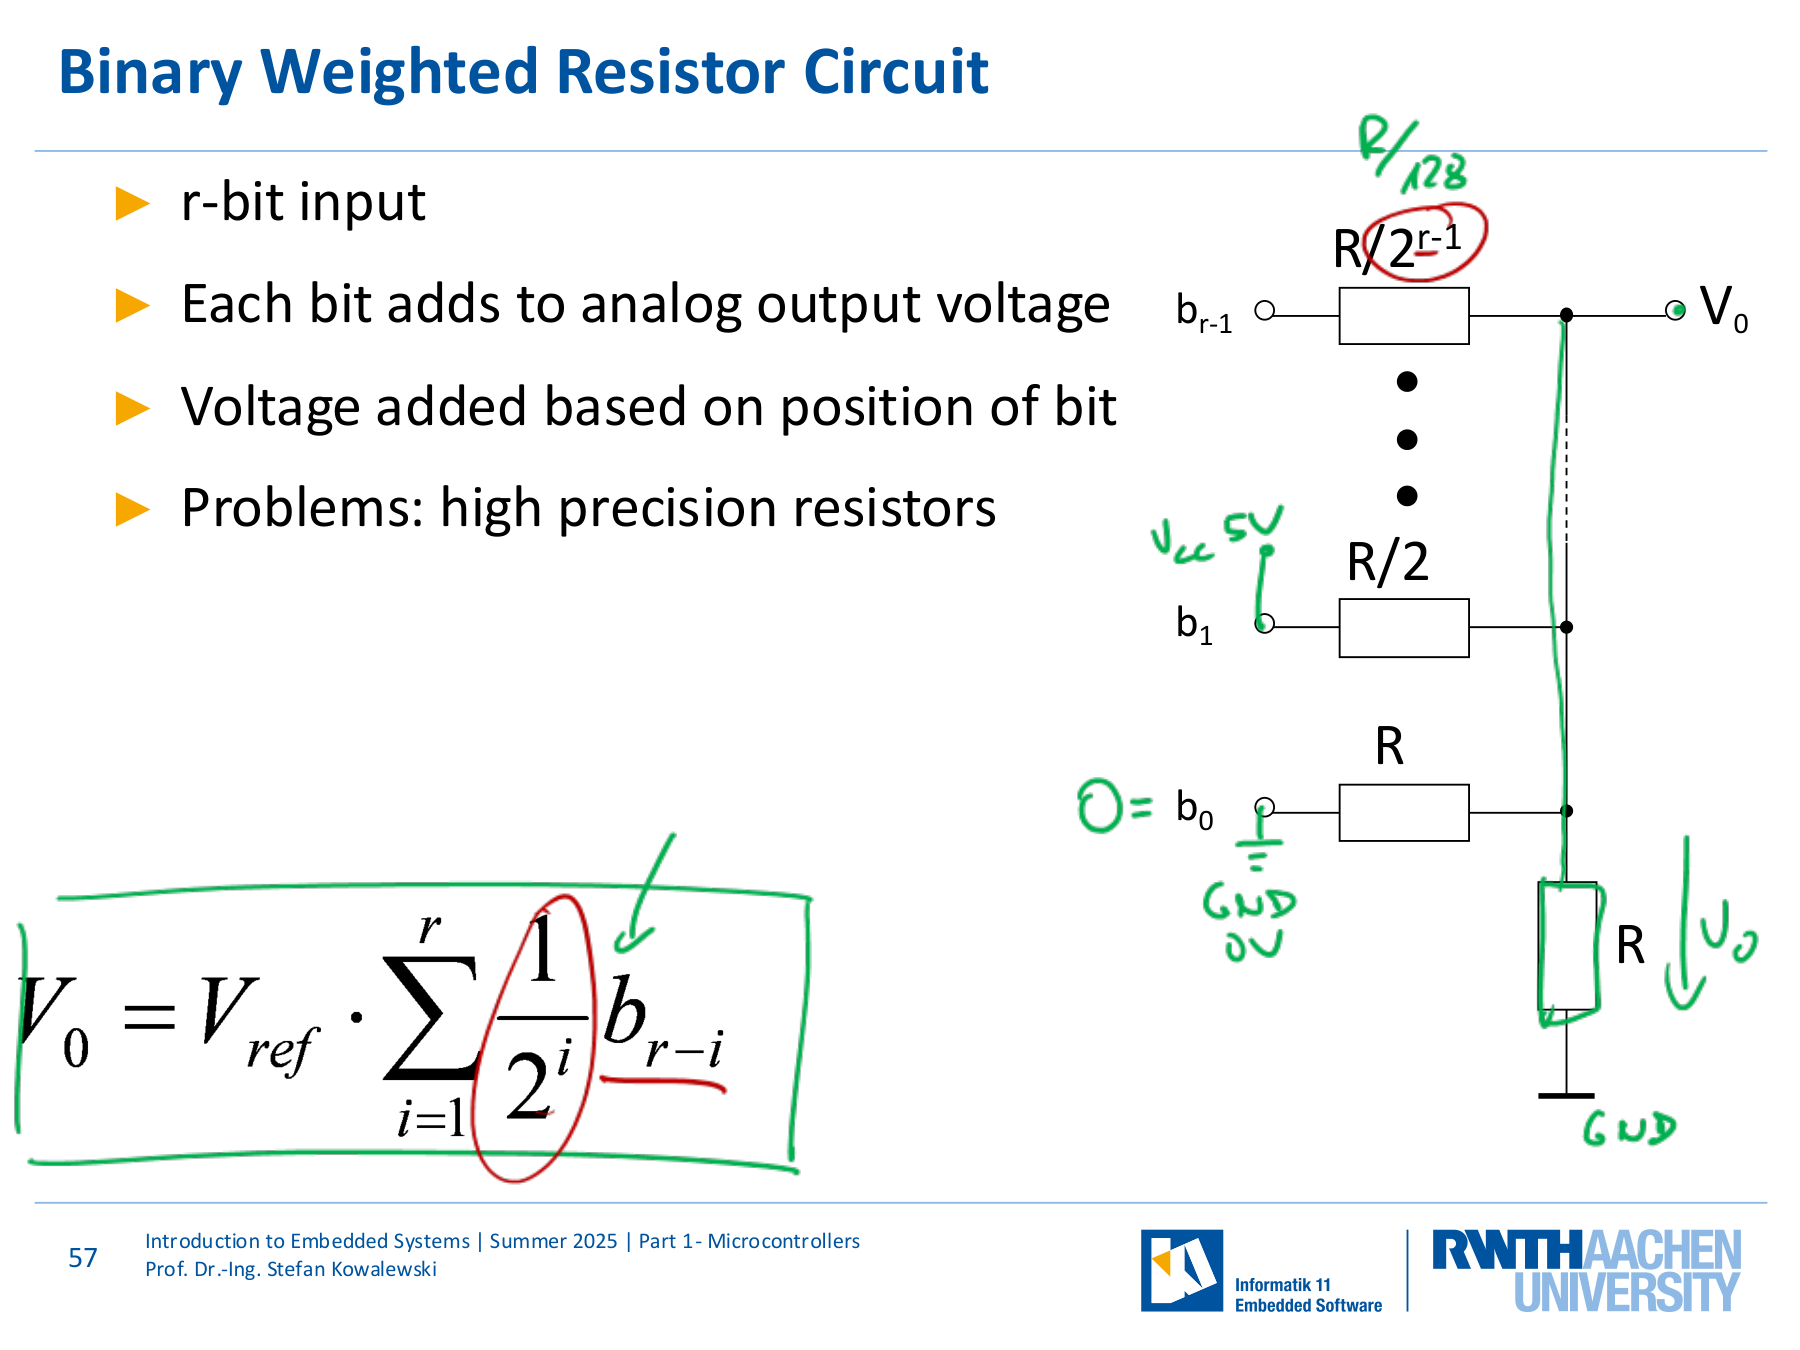 Binary Weighted Resistor Circuit
► r-bit input
► Each bit adds to analog output voltage
► Voltage added based on position of bit
► Problems: high precision resistors
R/128
R/2^{r-1}
b_{r-1}
V_0
V_{cc} 5V
R/2
b_1
R
0 = b_0
GND
0V
R
U_0
GND
V_0 = V_{ref} · \sum_{i=1}^{r} \frac{1}{2^i} b_{r-i}
57
Introduction to Embedded Systems | Summer 2025 | Part 1- Microcontrollers
Prof. Dr.-Ing. Stefan Kowalewski
Informatik 11
Embedded Software
RWTH AACHEN
UNIVERSITY